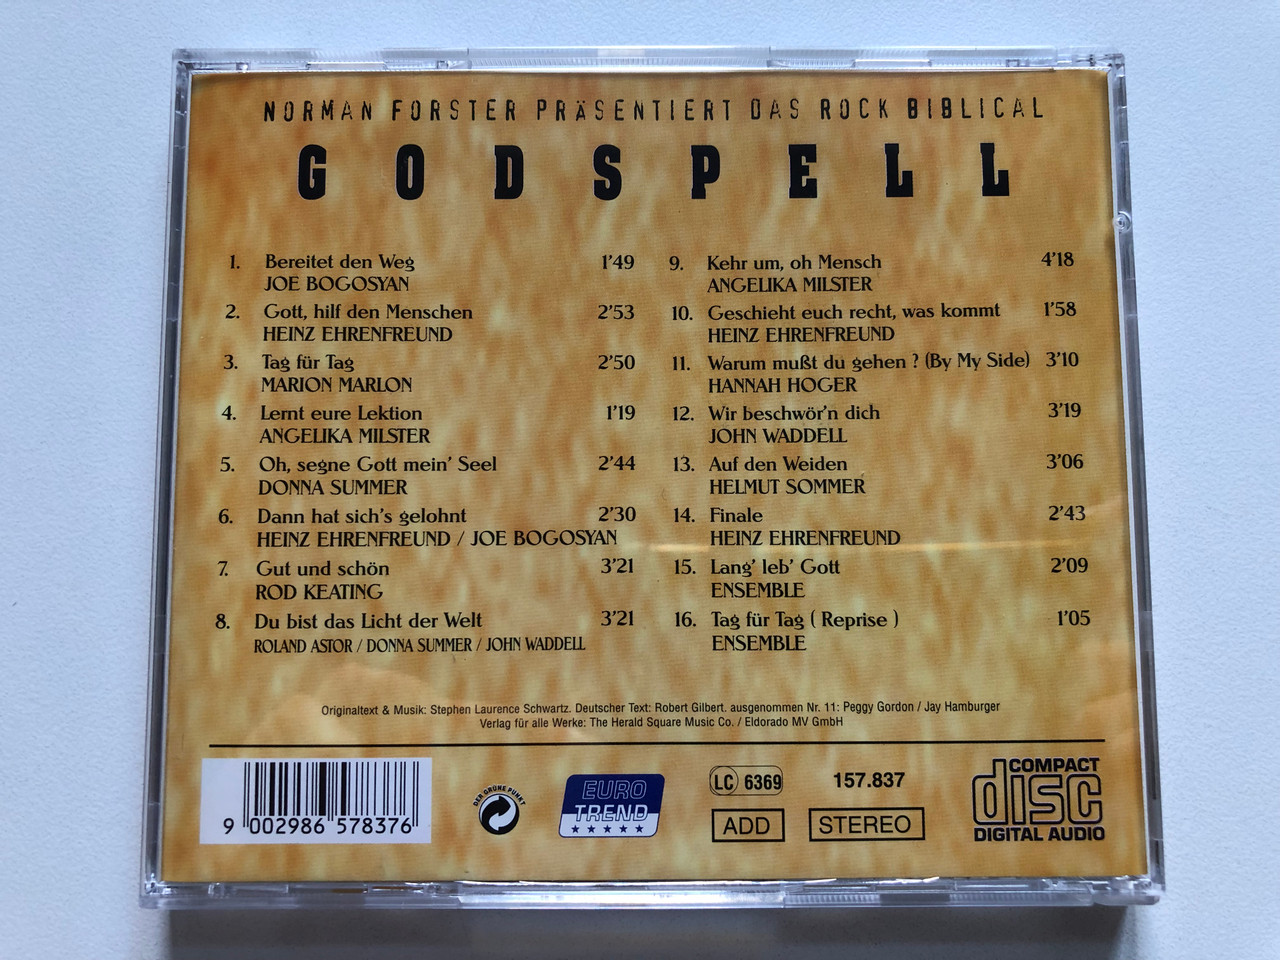 NORMAN FORSTER PRÄSENTIERT DAS ROCK BIBLICAL
GODSPELL
1. Bereitet den Weg 1'49
JOE BOGOSYAN
2. Gott, hilf den Menschen 2'53
HEINZ EHRENFREUND
3. Tag für Tag 2'50
MARION MARLON
4. Lernt eure Lektion 1'19
ANGELIKA MILSTER
5. Oh, segne Gott mein' Seel 2'44
DONNA SUMMER
6. Dann hat sich's gelohnt 2'30
HEINZ EHRENFREUND / JOE BOGOSYAN
7. Gut und schön 3'21
ROD KEATING
8. Du bist das Licht der Welt 3'21
ROLAND ASTOR / DONNA SUMMER / JOHN WADDELL
9. Kehr um, oh Mensch 4'18
ANGELIKA MILSTER
10. Geschieht euch recht, was kommt 1'58
HEINZ EHRENFREUND
11. Warum mußt du gehen ? (By My Side) 3'10
HANNAH HOGER
12. Wir beschwör'n dich 3'19
JOHN WADDELL
13. Auf den Weiden 3'06
HELMUT SOMMER
14. Finale 2'43
HEINZ EHRENFREUND
15. Lang' leb' Gott 2'09
ENSEMBLE
16. Tag für Tag ( Reprise ) 1'05
ENSEMBLE
Originaltext & Musik: Stephen Laurence Schwartz. Deutscher Text: Robert Gilbert. ausgenommen Nr. 11: Peggy Gordon / Jay Hamburger
Verlag für alle Werke: The Herald Square Music Co. / Eldorado MV GmbH
9 002986 578376
DER GRÜNE PUNKT
EURO
TREND
LC 6369
157.837
ADD
STEREO
COMPACT
disc
DIGITAL AUDIO